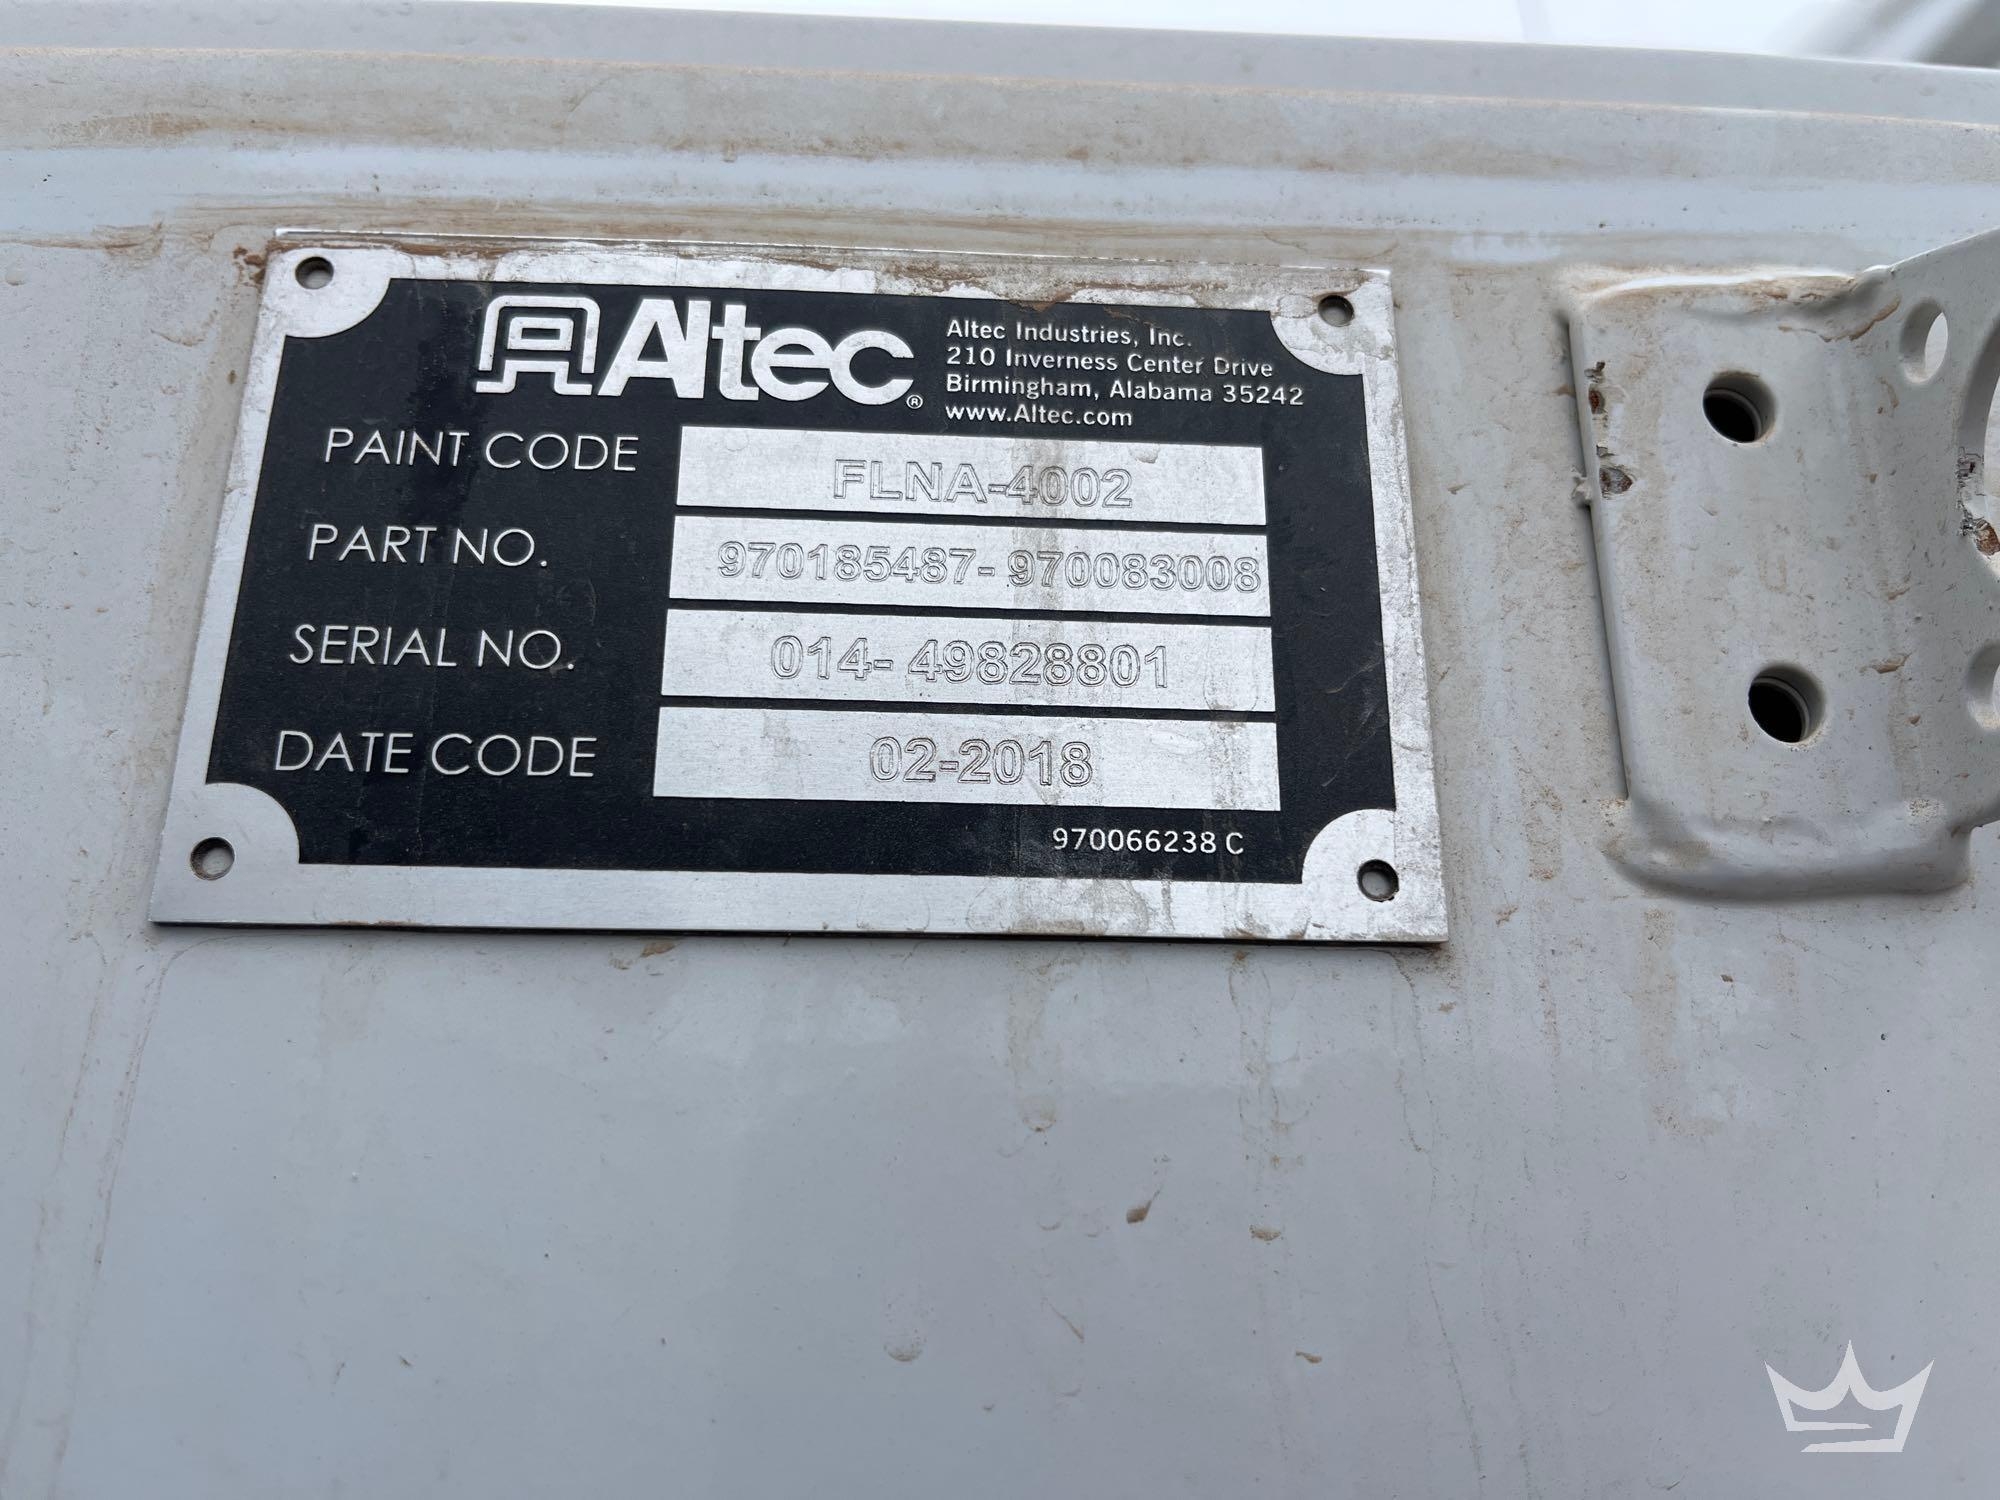 Altec®
Altec Industries, Inc.
210 Inverness Center Drive
Birmingham, Alabama 35242
www.Altec.com
PAINT CODE FLNA-4002
PART NO. 970185487- 970083008
SERIAL NO. 014- 49828801
DATE CODE 02-2018
970066238 C